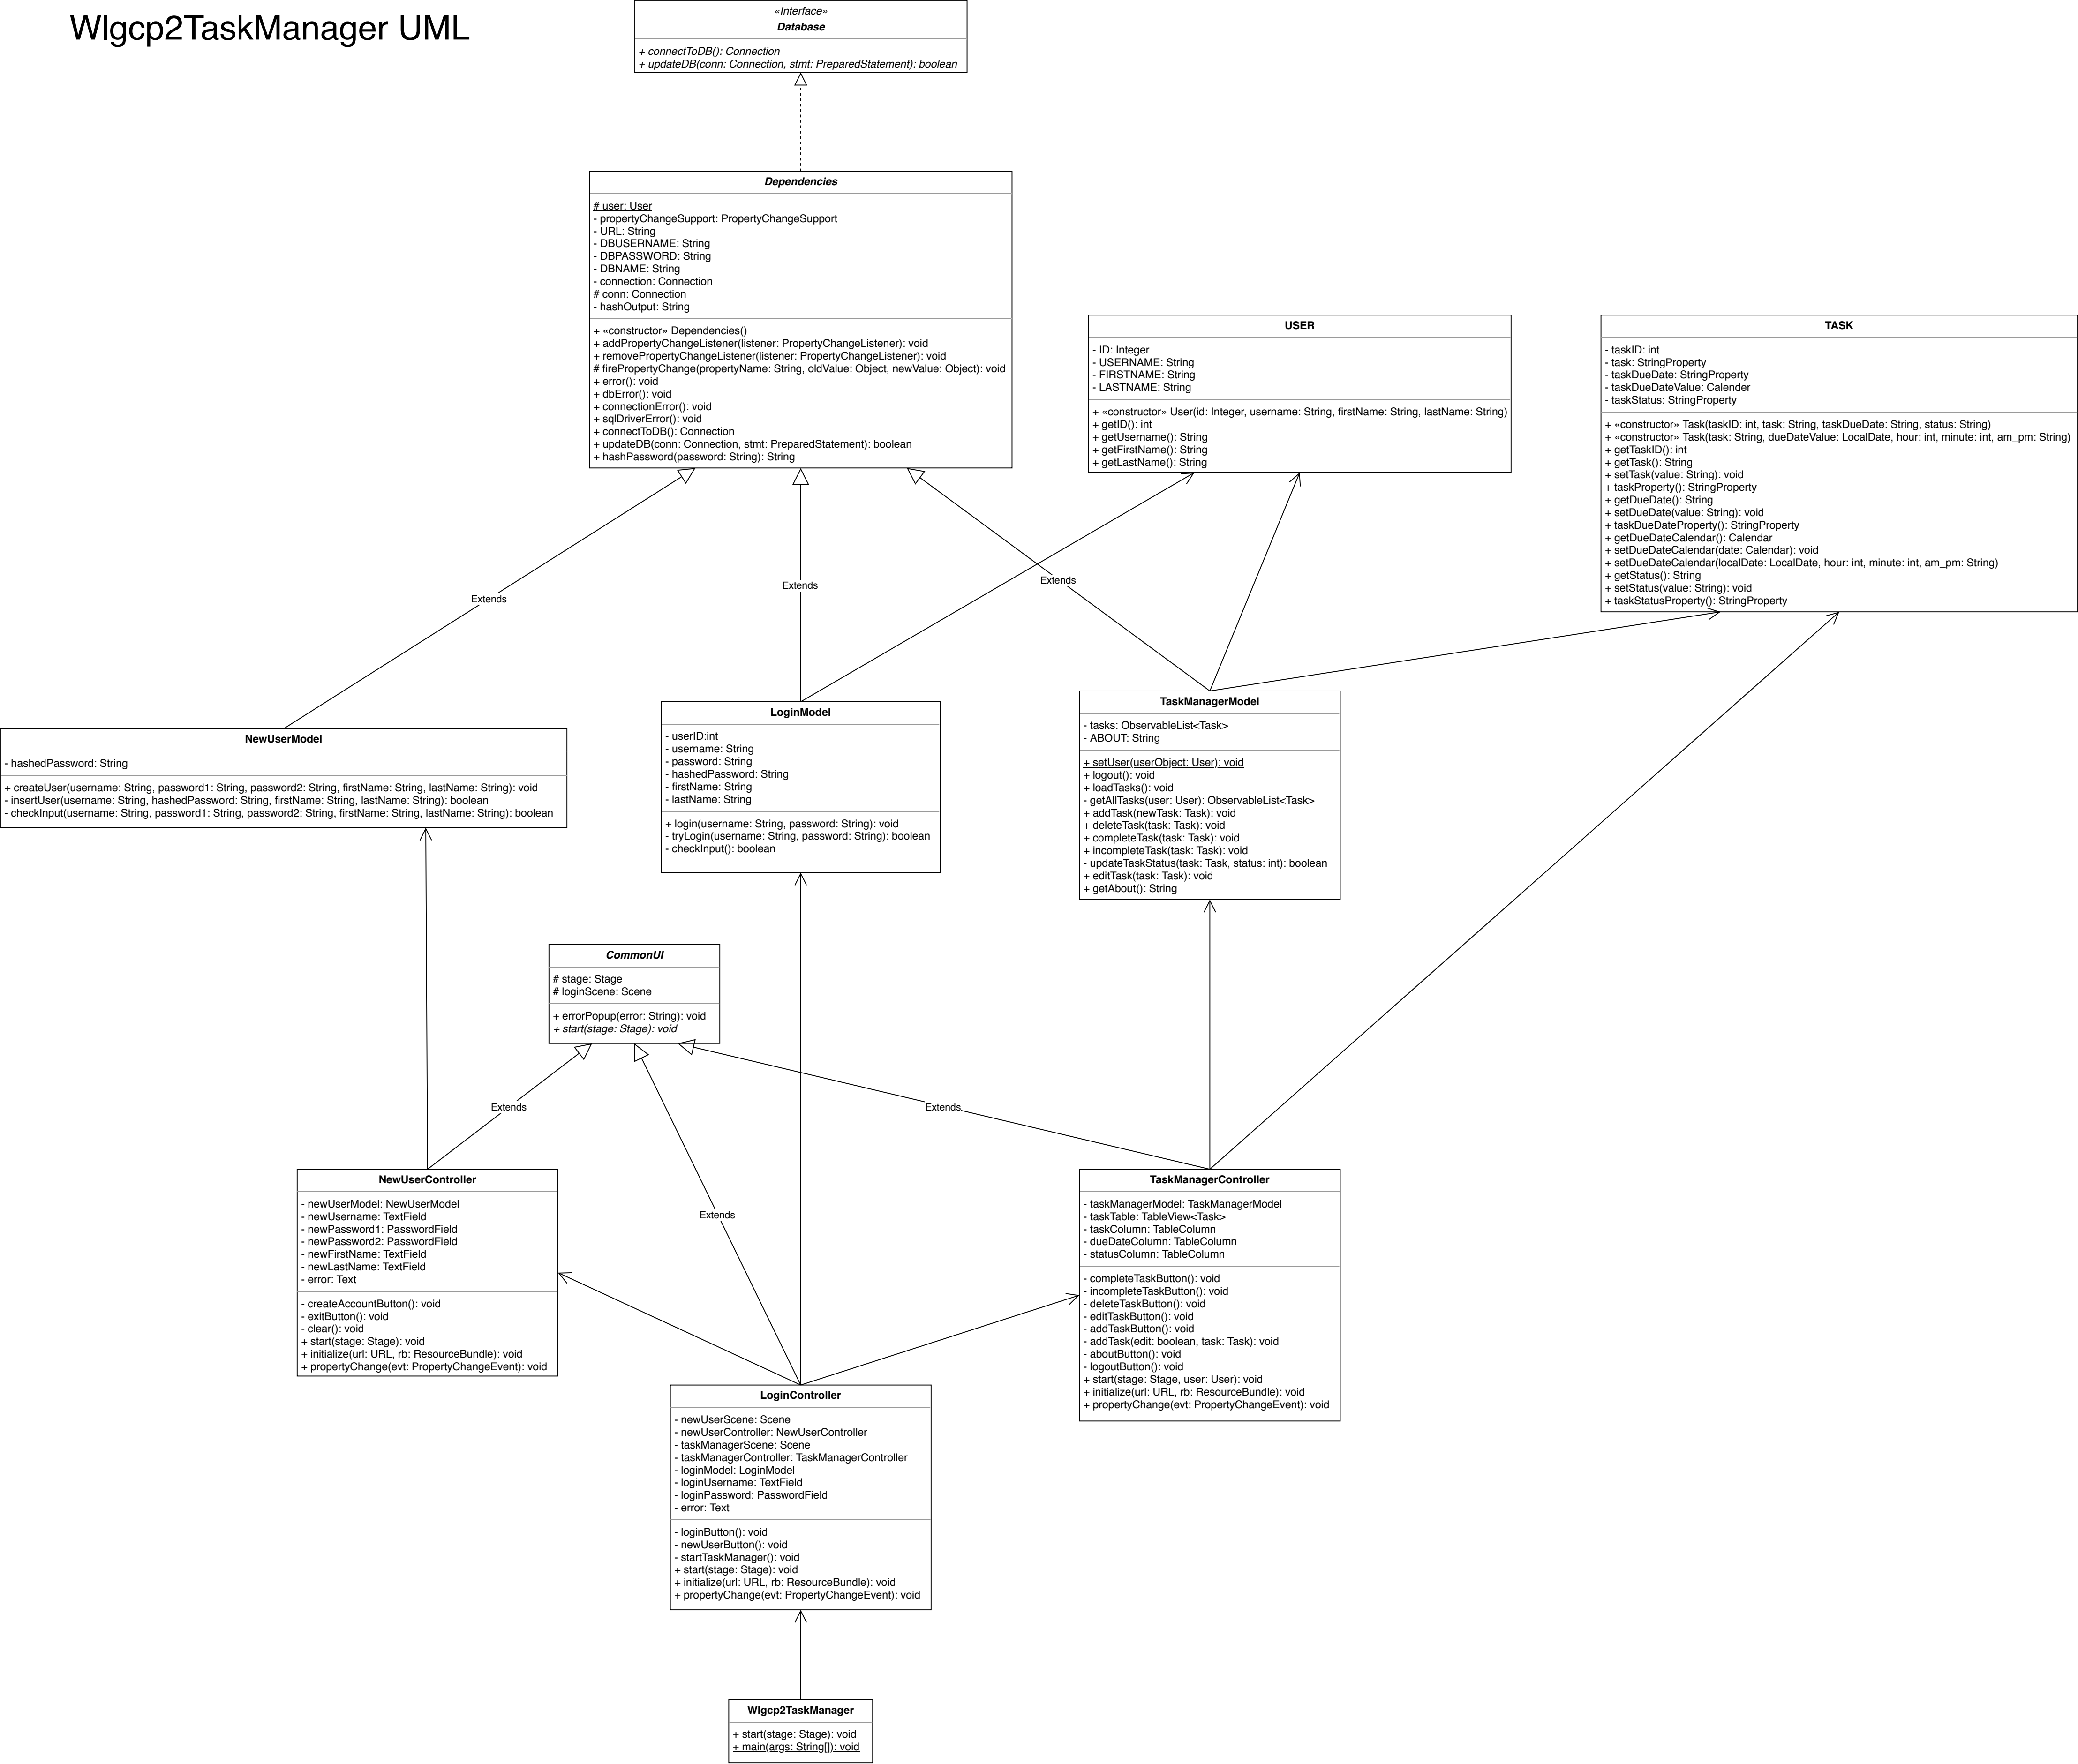 Wlgcp2TaskManager UML
«Interface»
Database
+ connectToDB(): Connection
+ updateDB(conn: Connection, stmt: PreparedStatement): boolean
Dependencies
# user: User
- propertyChangeSupport: PropertyChangeSupport
- URL: String
- DBUSERNAME: String
- DBPASSWORD: String
- DBNAME: String
- connection: Connection
# conn: Connection
- hashOutput: String
+ «constructor» Dependencies()
+ addPropertyChangeListener(listener: PropertyChangeListener): void
+ removePropertyChangeListener(listener: PropertyChangeListener): void
# firePropertyChange(propertyName: String, oldValue: Object, newValue: Object): void
+ error(): void
+ dbError(): void
+ connectionError(): void
+ sqlDriverError(): void
+ connectToDB(): Connection
+ updateDB(conn: Connection, stmt: PreparedStatement): boolean
+ hashPassword(password: String): String
USER
- ID: Integer
- USERNAME: String
- FIRSTNAME: String
- LASTNAME: String
+ «constructor» User(id: Integer, username: String, firstName: String, lastName: String)
+ getID(): int
+ getUsername(): String
+ getFirstName(): String
+ getLastName(): String
TASK
- taskID: int
- task: StringProperty
- taskDueDate: StringProperty
- taskDueDateValue: Calender
- taskStatus: StringProperty
+ «constructor» Task(taskID: int, task: String, taskDueDate: String, status: String)
+ «constructor» Task(task: String, dueDateValue: LocalDate, hour: int, minute: int, am_pm: String)
+ getTaskID(): int
+ getTask(): String
+ setTask(value: String): void
+ taskProperty(): StringProperty
+ getDueDate(): String
+ setDueDate(value: String): void
+ taskDueDateProperty(): StringProperty
+ getDueDateCalendar(): Calendar
+ setDueDateCalendar(date: Calendar): void
+ setDueDateCalendar(localDate: LocalDate, hour: int, minute: int, am_pm: String)
+ getStatus(): String
+ setStatus(value: String): void
+ taskStatusProperty(): StringProperty
Extends
Extends
Extends
NewUserModel
- hashedPassword: String
+ createUser(username: String, password1: String, password2: String, firstName: String, lastName: String): void
- insertUser(username: String, hashedPassword: String, firstName: String, lastName: String): boolean
- checkInput(username: String, password1: String, password2: String, firstName: String, lastName: String): boolean
LoginModel
- userID:int
- username: String
- password: String
- hashedPassword: String
- firstName: String
- lastName: String
+ login(username: String, password: String): void
- tryLogin(username: String, password: String): boolean
- checkInput(): boolean
TaskManagerModel
- tasks: ObservableList<Task>
- ABOUT: String
+ setUser(userObject: User): void
+ logout(): void
+ loadTasks(): void
- getAllTasks(user: User): ObservableList<Task>
+ addTask(newTask: Task): void
+ deleteTask(task: Task): void
+ completeTask(task: Task): void
+ incompleteTask(task: Task): void
- updateTaskStatus(task: Task, status: int): boolean
+ editTask(task: Task): void
+ getAbout(): String
CommonUI
# stage: Stage
# loginScene: Scene
+ errorPopup(error: String): void
+ start(stage: Stage): void
Extends
Extends
Extends
NewUserController
- newUserModel: NewUserModel
- newUsername: TextField
- newPassword1: PasswordField
- newPassword2: PasswordField
- newFirstName: TextField
- newLastName: TextField
- error: Text
- createAccountButton(): void
- exitButton(): void
- clear(): void
+ start(stage: Stage): void
+ initialize(url: URL, rb: ResourceBundle): void
+ propertyChange(evt: PropertyChangeEvent): void
TaskManagerController
- taskManagerModel: TaskManagerModel
- taskTable: TableView<Task>
- taskColumn: TableColumn
- dueDateColumn: TableColumn
- statusColumn: TableColumn
- completeTaskButton(): void
- incompleteTaskButton(): void
- deleteTaskButton(): void
- editTaskButton(): void
- addTaskButton(): void
- addTask(edit: boolean, task: Task): void
- aboutButton(): void
- logoutButton(): void
+ start(stage: Stage, user: User): void
+ initialize(url: URL, rb: ResourceBundle): void
+ propertyChange(evt: PropertyChangeEvent): void
LoginController
- newUserScene: Scene
- newUserController: NewUserController
- taskManagerScene: Scene
- taskManagerController: TaskManagerController
- loginModel: LoginModel
- loginUsername: TextField
- loginPassword: PasswordField
- error: Text
- loginButton(): void
- newUserButton(): void
- startTaskManager(): void
+ start(stage: Stage): void
+ initialize(url: URL, rb: ResourceBundle): void
+ propertyChange(evt: PropertyChangeEvent): void
Wlgcp2TaskManager
+ start(stage: Stage): void
+ main(args: String[]): void